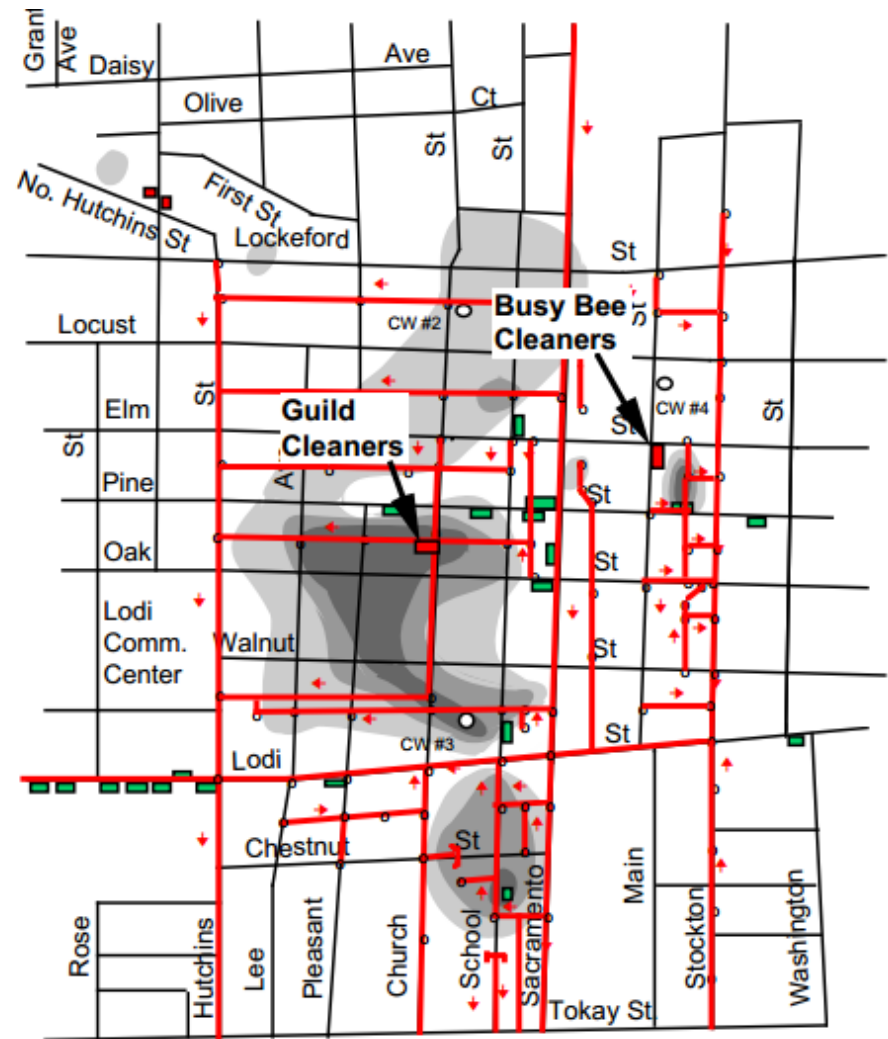 Grant
Ave
Daisy
Ave
Olive
Ct
St
St
No. Hutchins St
First St
Lockeford
St
CW #2
Busy Bee
Cleaners
St
Locust
St
Guild
Cleaners
Elm
St
St
CW #4
St
Pine
A
St
Oak
St
Lodi
Comm.
Center
Walnut
St
CW #3
St
Lodi
Chestnut
St
Rose
Hutchins
Lee
Pleasant
Church
School
Sacramento
Main
Stockton
Washington
Tokay St.